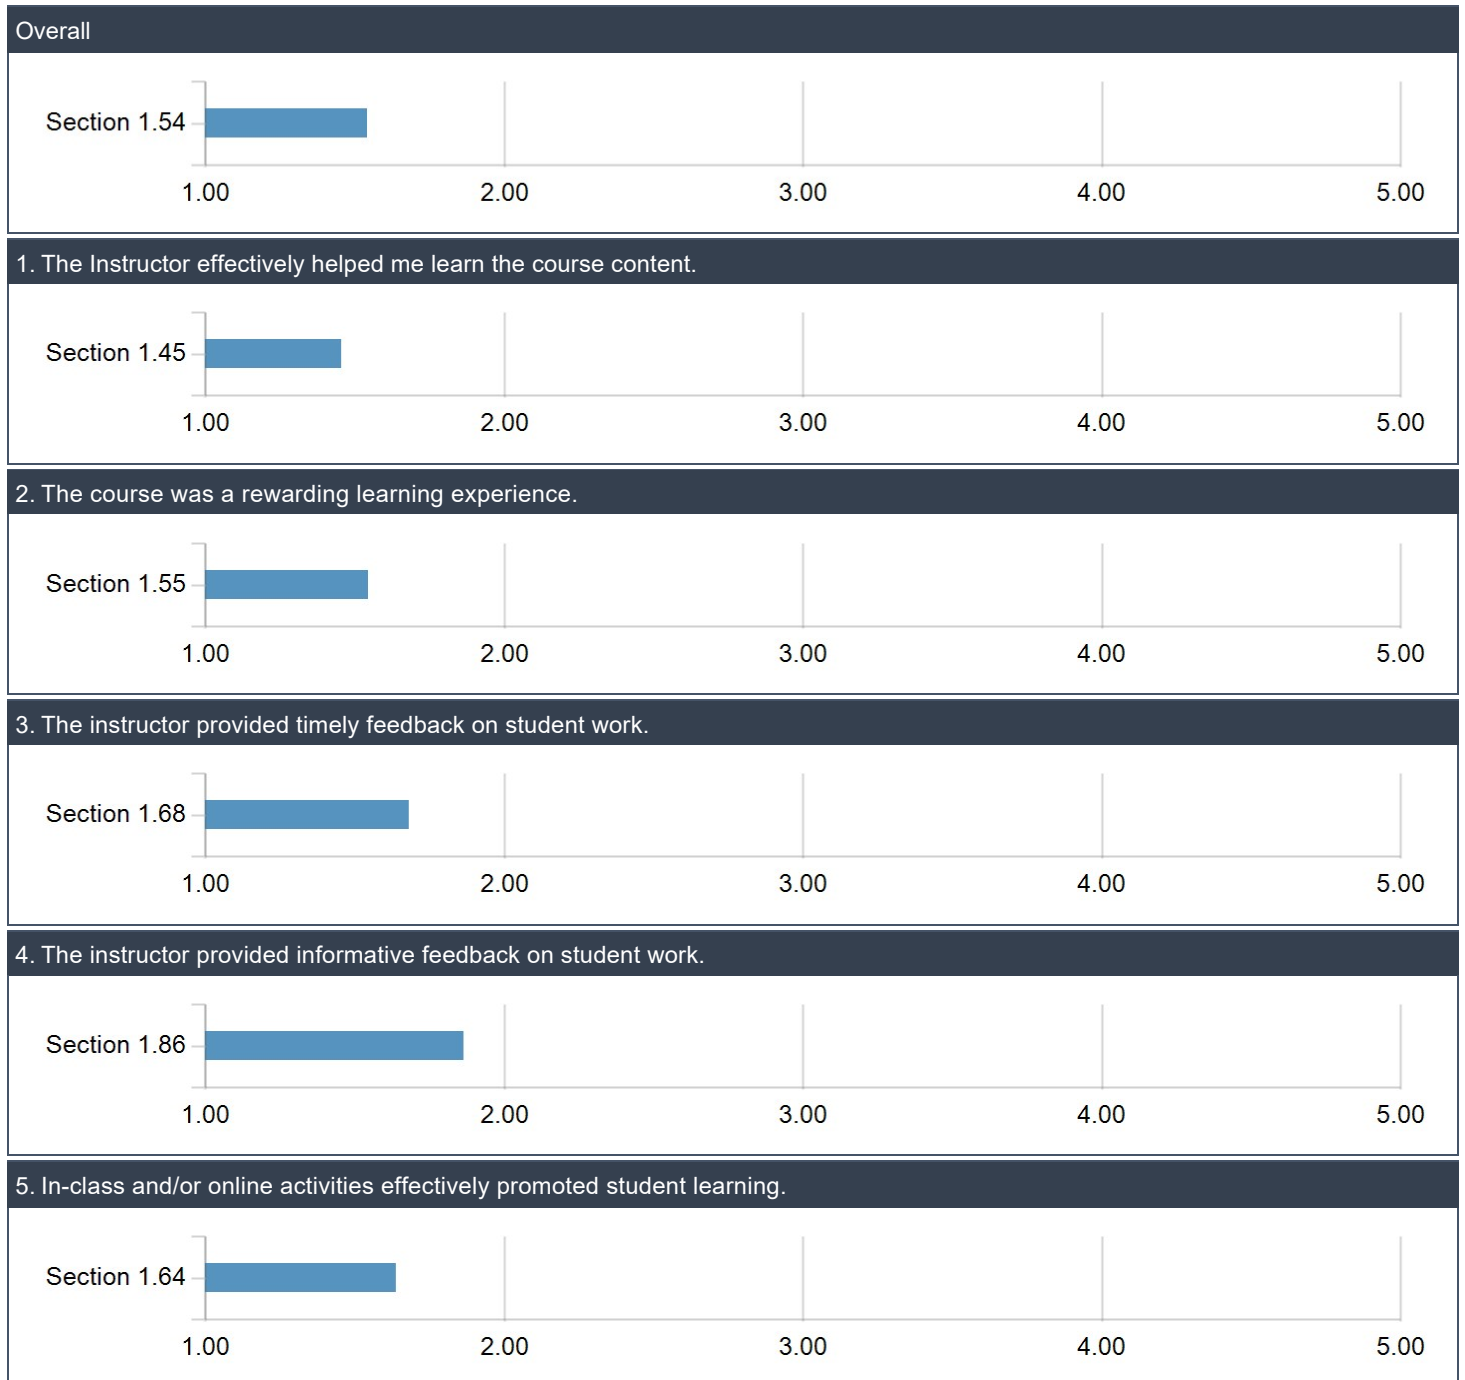 Overall
Section 1.54
1.00 2.00 3.00 4.00 5.00
1. The Instructor effectively helped me learn the course content.
Section 1.45
1.00 2.00 3.00 4.00 5.00
2. The course was a rewarding learning experience.
Section 1.55
1.00 2.00 3.00 4.00 5.00
3. The instructor provided timely feedback on student work.
Section 1.68
1.00 2.00 3.00 4.00 5.00
4. The instructor provided informative feedback on student work.
Section 1.86
1.00 2.00 3.00 4.00 5.00
5. In-class and/or online activities effectively promoted student learning.
Section 1.64
1.00 2.00 3.00 4.00 5.00